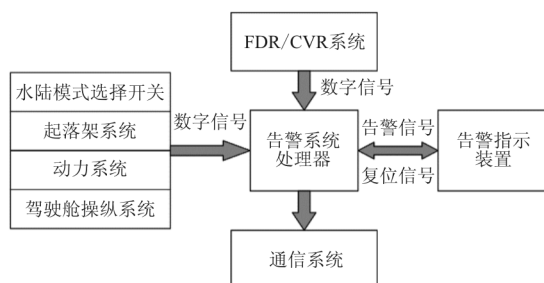 FDR/CVR系统
数字信号
水陆模式选择开关
起落架系统
动力系统
驾驶舱操纵系统
数字信号
告警系统
处理器
告警信号
复位信号
告警指示
装置
通信系统